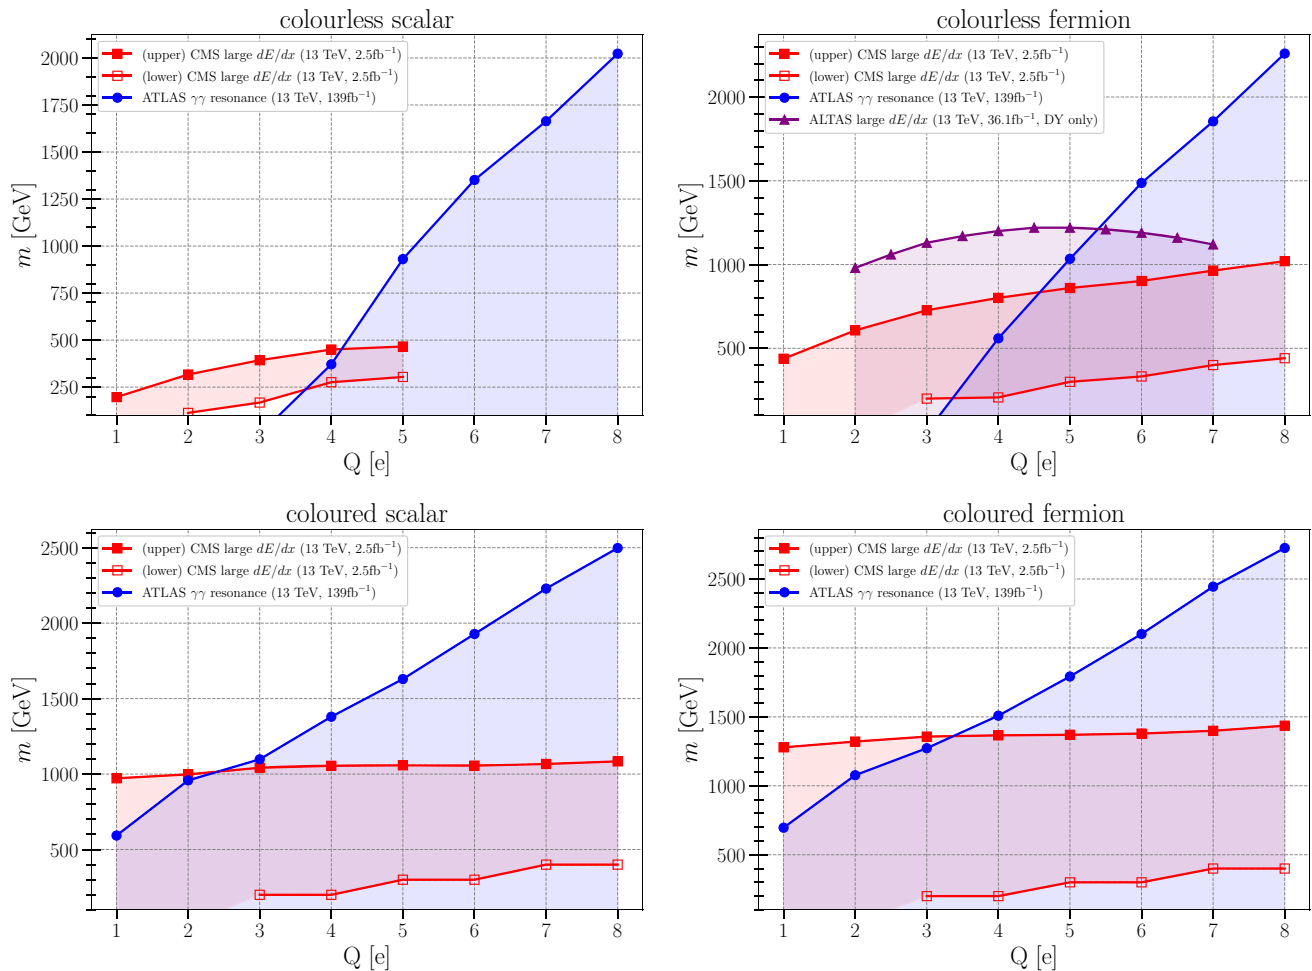 colourless scalar
(upper) CMS large dE/dx (13 TeV, 2.5fb⁻¹)
(lower) CMS large dE/dx (13 TeV, 2.5fb⁻¹)
ATLAS γγ resonance (13 TeV, 139fb⁻¹)
2000
1750
1500
1250
1000
750
500
250
m [GeV]
1 2 3 4 5 6 7 8
Q [e]
colourless fermion
(upper) CMS large dE/dx (13 TeV, 2.5fb⁻¹)
(lower) CMS large dE/dx (13 TeV, 2.5fb⁻¹)
ATLAS γγ resonance (13 TeV, 139fb⁻¹)
ALTAS large dE/dx (13 TeV, 36.1fb⁻¹, DY only)
2000
1500
1000
500
m [GeV]
1 2 3 4 5 6 7 8
Q [e]
coloured scalar
(upper) CMS large dE/dx (13 TeV, 2.5fb⁻¹)
(lower) CMS large dE/dx (13 TeV, 2.5fb⁻¹)
ATLAS γγ resonance (13 TeV, 139fb⁻¹)
2500
2000
1500
1000
500
m [GeV]
1 2 3 4 5 6 7 8
Q [e]
coloured fermion
(upper) CMS large dE/dx (13 TeV, 2.5fb⁻¹)
(lower) CMS large dE/dx (13 TeV, 2.5fb⁻¹)
ATLAS γγ resonance (13 TeV, 139fb⁻¹)
2500
2000
1500
1000
500
m [GeV]
1 2 3 4 5 6 7 8
Q [e]